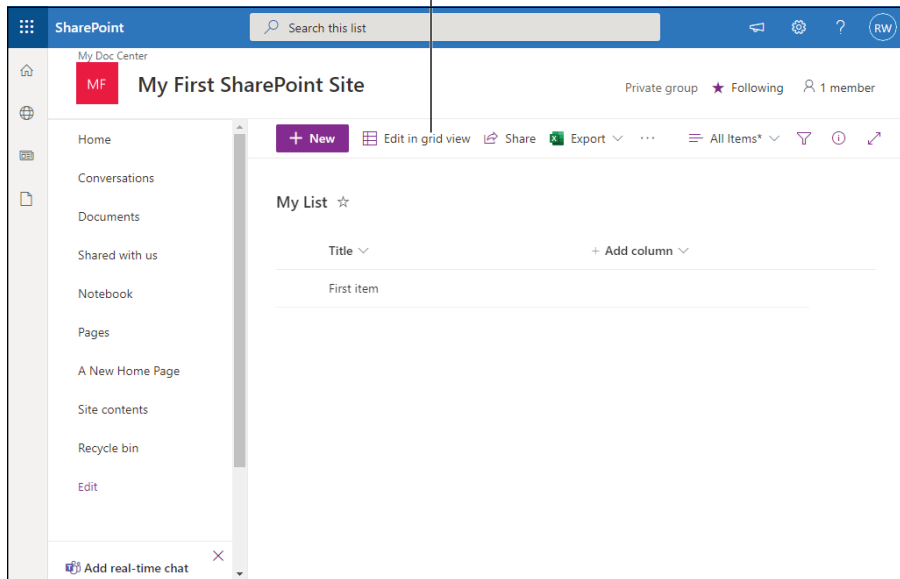 SharePoint
Search this list
?
RW
My Doc Center
MF
My First SharePoint Site
Private group
Following
1 member
Home
Conversations
Documents
Shared with us
Notebook
Pages
A New Home Page
Site contents
Recycle bin
Edit
Add real-time chat
+ New
Edit in grid view
Share
Export
...
All Items*
My List
Title
+ Add column
First item